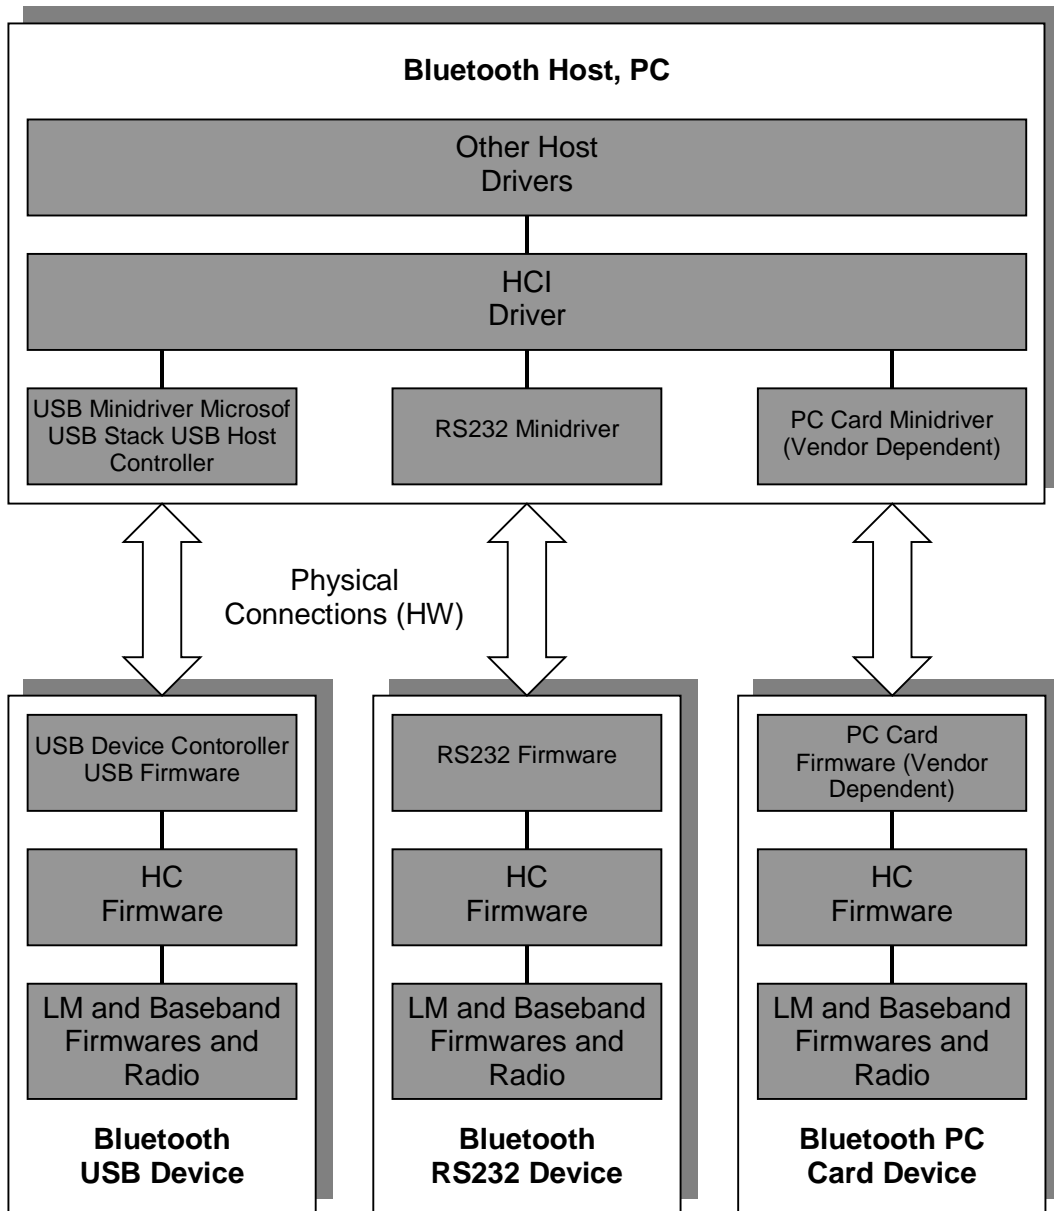 Bluetooth Host, PC
Other Host
Drivers
HCI
Driver
USB Minidriver Microsof
USB Stack USB Host
Controller
RS232 Minidriver
PC Card Minidriver
(Vendor Dependent)
Physical
Connections (HW)
USB Device Contoroller
USB Firmware
RS232 Firmware
PC Card
Firmware (Vendor
Dependent)
HC
Firmware
HC
Firmware
HC
Firmware
LM and Baseband
Firmwares and
Radio
LM and Baseband
Firmwares and
Radio
LM and Baseband
Firmwares and
Radio
Bluetooth
USB Device
Bluetooth
RS232 Device
Bluetooth PC
Card Device